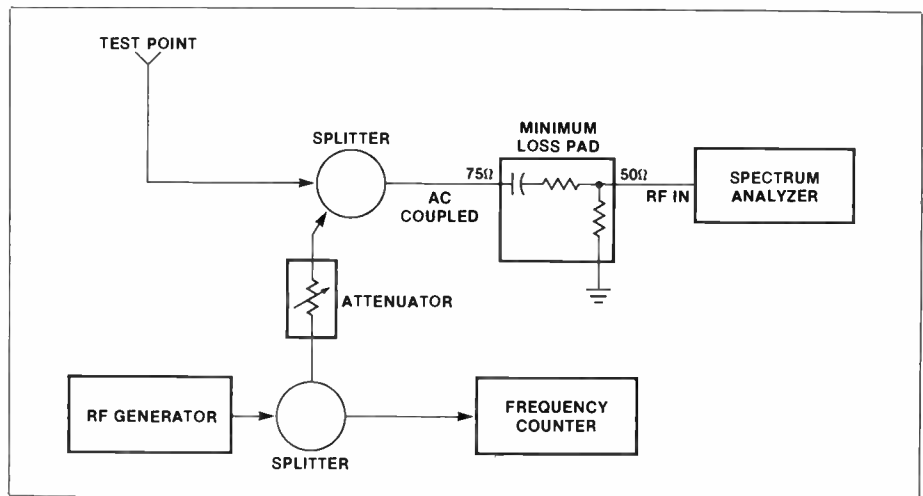 TEST POINT
SPLITTER
MINIMUM
LOSS PAD
75Ω
50Ω
AC
COUPLED
RF IN
SPECTRUM
ANALYZER
ATTENUATOR
RF GENERATOR
SPLITTER
FREQUENCY
COUNTER